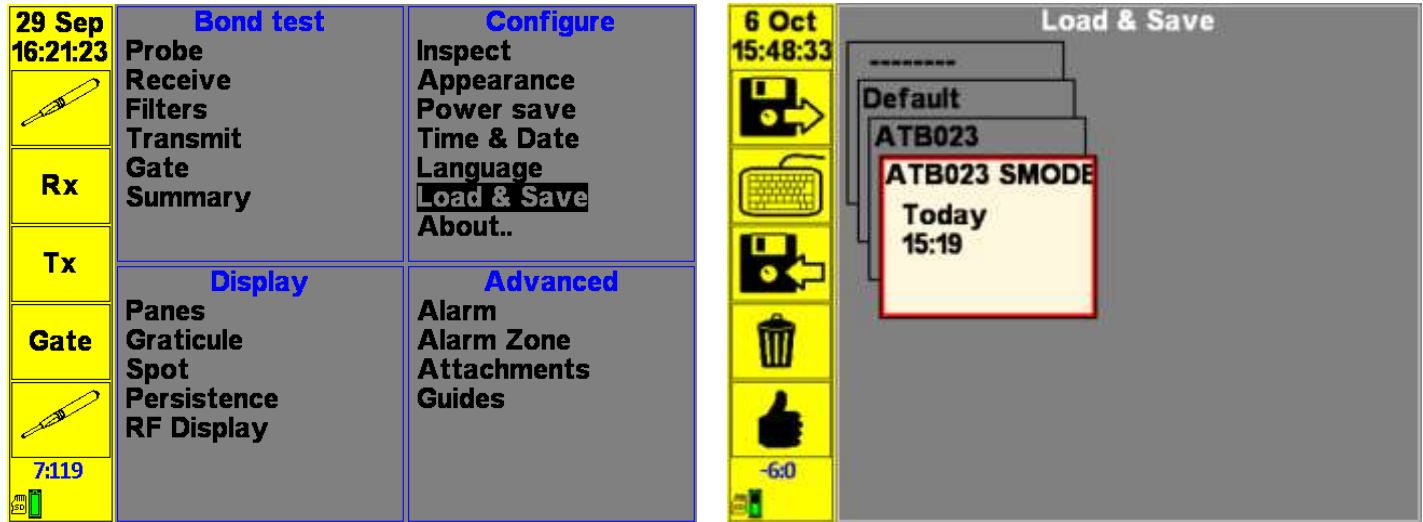 29 Sep
16:21:23
Rx
Tx
Gate
7:119
SD
Bond test
Probe
Receive
Filters
Transmit
Gate
Summary
Configure
Inspect
Appearance
Power save
Time & Date
Language
Load & Save
About..
Display
Panes
Graticule
Spot
Persistence
RF Display
Advanced
Alarm
Alarm Zone
Attachments
Guides
6 Oct
15:48:33
-6:0
SD
Load & Save
--------
Default
ATB023
ATB023 SMODE
Today
15:19